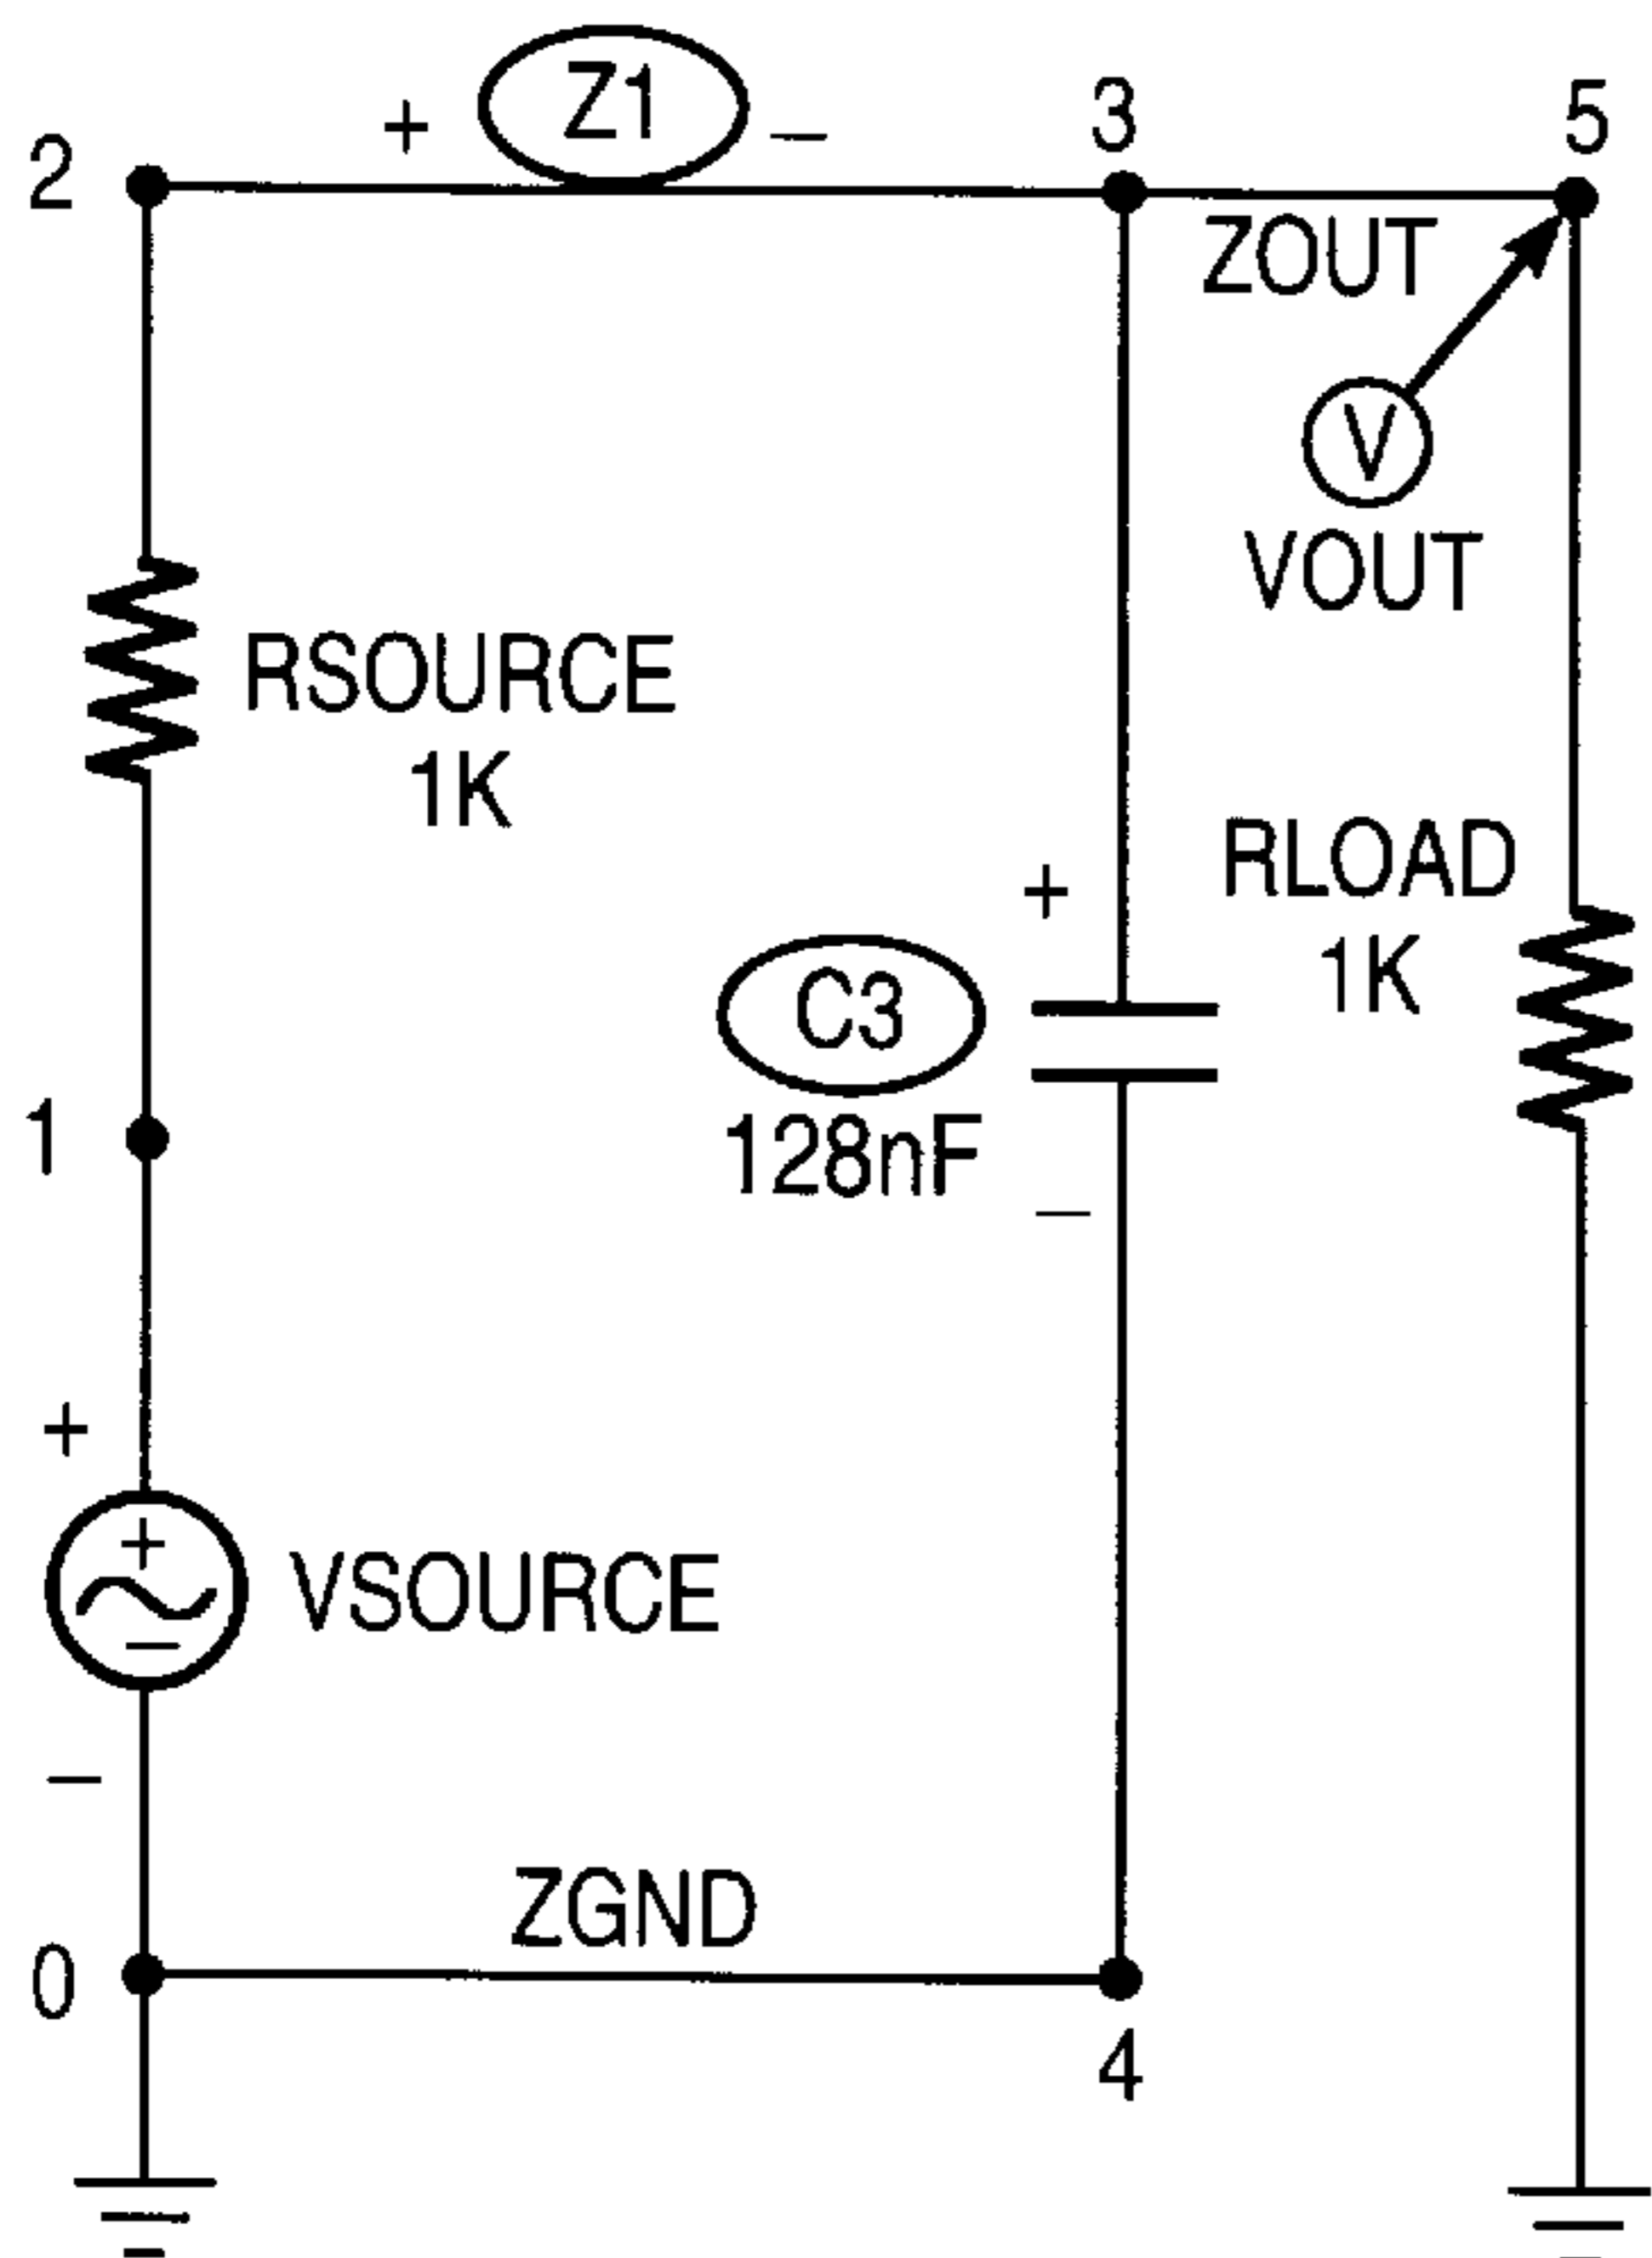 + Z1 −
2
3
5
ZOUT
V
VOUT
RSOURCE
1K
RLOAD
1K
+
C3
128nF
−
1
+
+
−
VSOURCE
−
ZGND
0
4